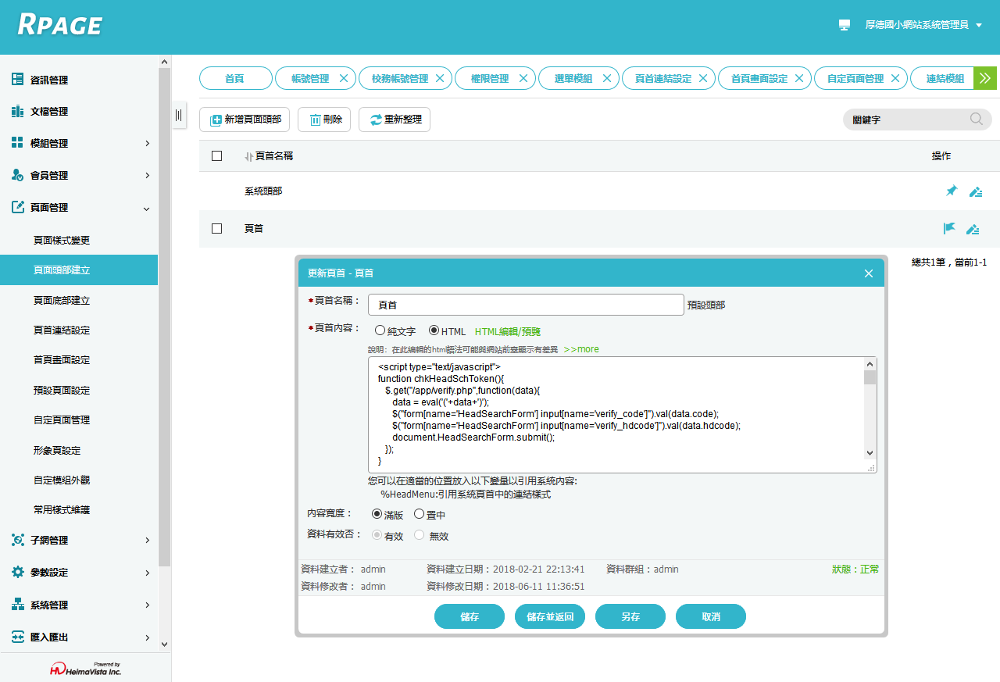 RPAGE
厚德國小網站系統管理員
資訊管理
文檔管理
模組管理
會員管理
頁面管理
頁面樣式變更
頁面頭部建立
頁面底部建立
頁首連結設定
首頁畫面設定
預設頁面設定
自定頁面管理
形象頁設定
自定模組外觀
常用樣式維護
子網管理
參數設定
系統管理
匯入匯出
Powered by
HeimaVista Inc.
首頁 帳號管理 校務帳號管理 權限管理 選單模組 頁首連結設定 首頁畫面設定 自定頁面管理 連結模組
新增頁面頭部 刪除 重新整理 關鍵字
頁首名稱 操作
系統頭部
頁首
總共1筆，當前1-1
更新頁首 - 頁首
*頁首名稱： 頁首 預設頭部
*頁首內容： 純文字 HTML HTML編輯/預覽
說明: 在此編輯的html語法可能與網站前臺顯示有差異 >>more
<script type="text/javascript">
function chkHeadSchToken(){
$.get("/app/verify.php",function(data){
data = eval('('+data+')');
$("form[name='HeadSearchForm'] input[name='verify_code']").val(data.code);
$("form[name='HeadSearchForm'] input[name='verify_hdcode']").val(data.hdcode);
document.HeadSearchForm.submit();
});
}
您可以在適當的位置放入以下變量以引用系統內容:
%HeadMenu:引用系統頁首中的連結樣式
內容寬度： 滿版 置中
資料有效否： 有效 無效
資料建立者： admin 資料建立日期：2018-02-21 22:13:41 資料群組：admin 狀態：正常
資料修改者： admin 資料修改日期：2018-06-11 11:36:51
儲存 儲存並返回 另存 取消